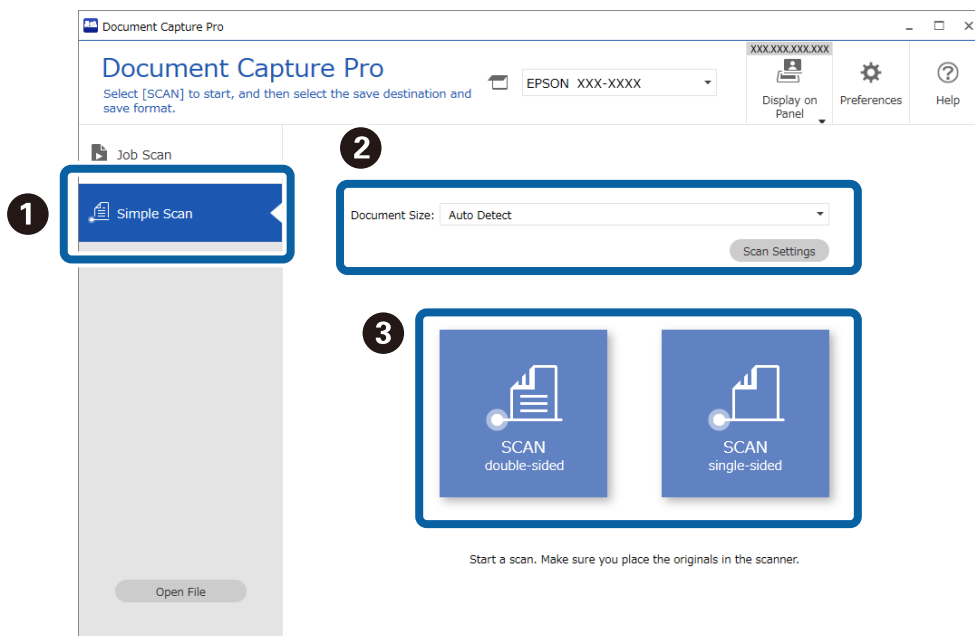 Document Capture Pro
Document Capture Pro
Select [SCAN] to start, and then select the save destination and
save format.
EPSON XXX-XXXX
XXX.XXX.XXX.XXX
Display on
Panel
Preferences
Help
Job Scan
2
1
Simple Scan
Document Size: Auto Detect
Scan Settings
3
SCAN
double-sided
SCAN
single-sided
Start a scan. Make sure you place the originals in the scanner.
Open File